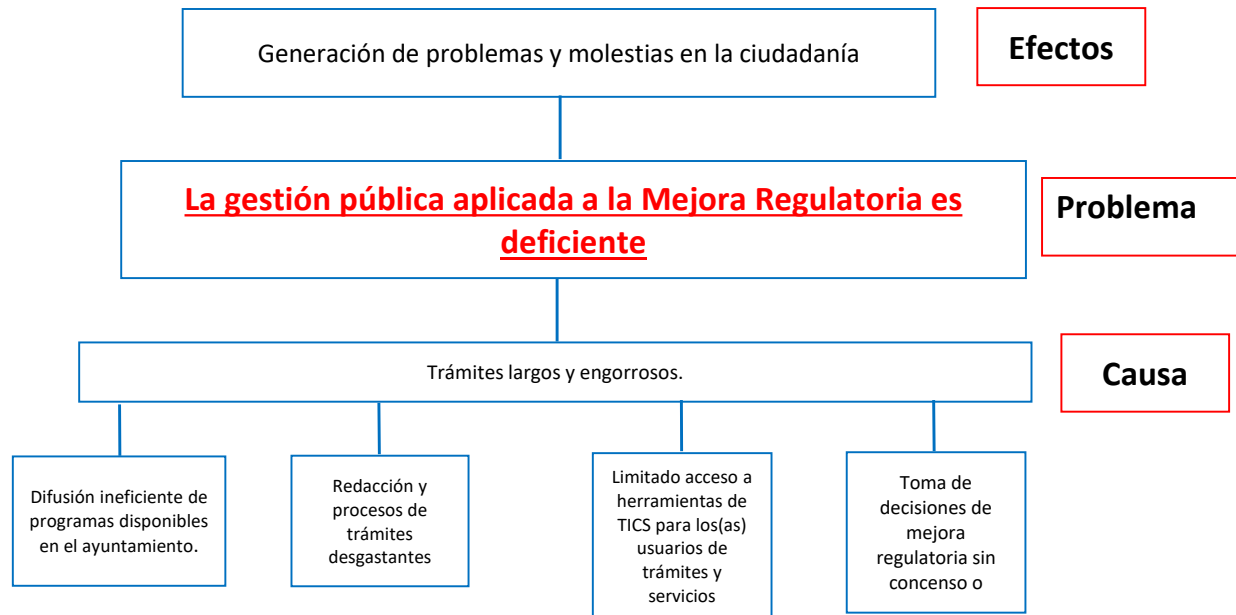 Generación de problemas y molestias en la ciudadanía
Efectos
La gestión pública aplicada a la Mejora Regulatoria es
deficiente
Problema
Trámites largos y engorrosos.
Causa
Difusión ineficiente de
programas disponibles
en el ayuntamiento.
Redacción y
procesos de
trámites
desgastantes
Limitado acceso a
herramientas de
TICS para los(as)
usuarios de
trámites y
servicios
Toma de
decisiones de
mejora
regulatoria sin
concenso o